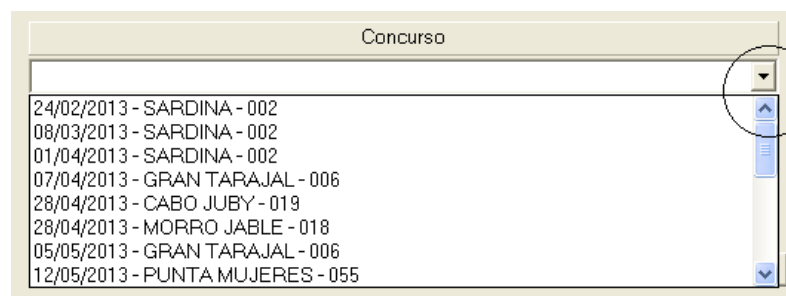 Concurso
24/02/2013 - SARDINA - 002
08/03/2013 - SARDINA - 002
01/04/2013 - SARDINA - 002
07/04/2013 - GRAN TARAJAL - 006
28/04/2013 - CABO JUBY - 019
28/04/2013 - MORRO JABLE - 018
05/05/2013 - GRAN TARAJAL - 006
12/05/2013 - PUNTA MUJERES - 055